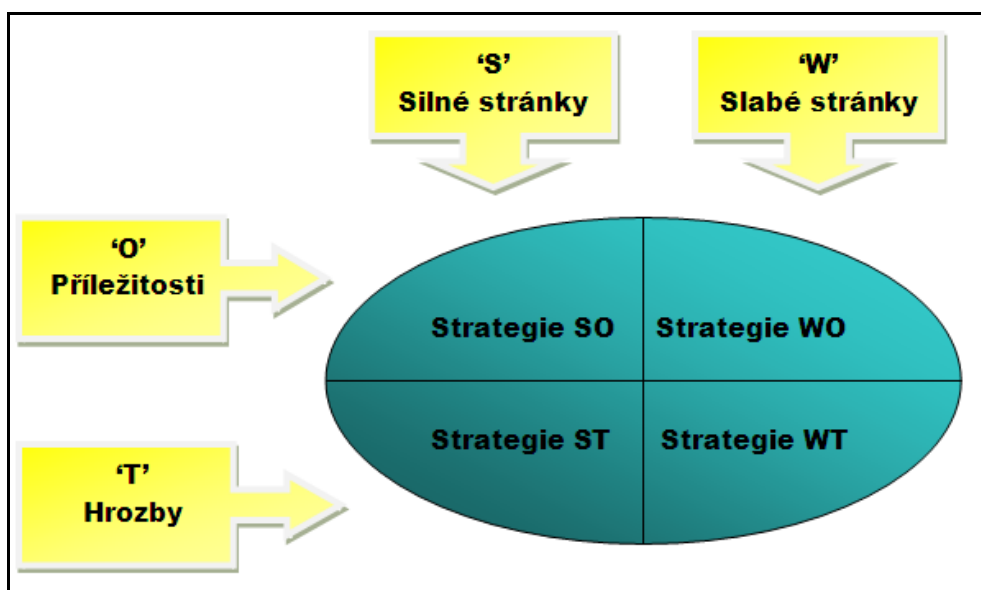 ‘S’
Silné stránky
‘W’
Slabé stránky
‘O’
Příležitosti
Strategie SO
Strategie WO
Strategie ST
Strategie WT
‘T’
Hrozby